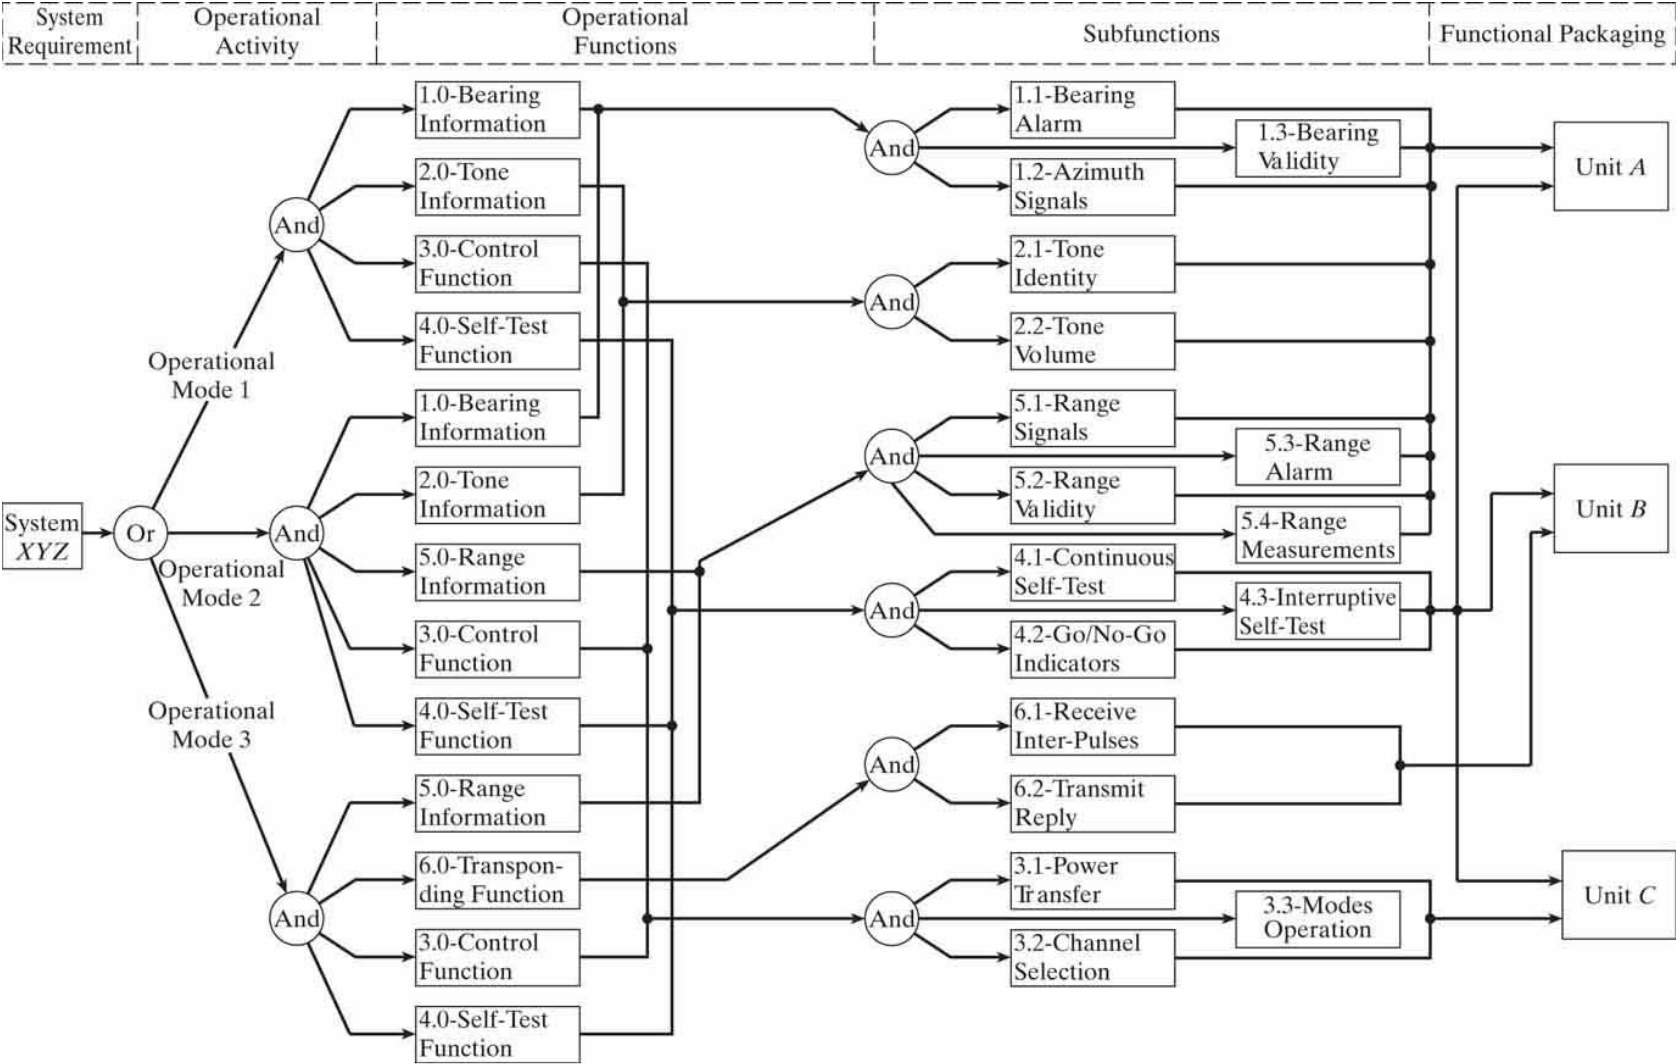 System
Requirement
Operational
Activity
Operational
Functions
Subfunctions
Functional Packaging
System
XYZ
Or
Operational
Mode 1
Operational
Mode 2
Operational
Mode 3
And
And
And
1.0-Bearing
Information
2.0-Tone
Information
3.0-Control
Function
4.0-Self-Test
Function
1.0-Bearing
Information
2.0-Tone
Information
5.0-Range
Information
3.0-Control
Function
4.0-Self-Test
Function
5.0-Range
Information
6.0-Transpon-
ding Function
3.0-Control
Function
4.0-Self-Test
Function
And
And
And
And
And
And
1.1-Bearing
Alarm
1.3-Bearing
Validity
1.2-Azimuth
Signals
2.1-Tone
Identity
2.2-Tone
Volume
5.1-Range
Signals
5.3-Range
Alarm
5.2-Range
Validity
5.4-Range
Measurements
4.1-Continuous
Self-Test
4.3-Interruptive
Self-Test
4.2-Go/No-Go
Indicators
6.1-Receive
Inter-Pulses
6.2-Transmit
Reply
3.1-Power
Transfer
3.3-Modes
Operation
3.2-Channel
Selection
Unit A
Unit B
Unit C